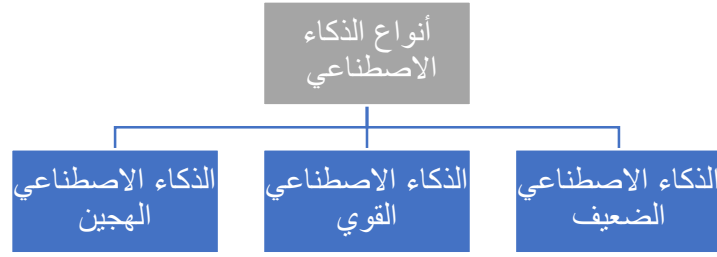 أنواع الذكاء
الاصطناعي
الذكاء الاصطناعي
الضعيف
الذكاء الاصطناعي
القوي
الذكاء الاصطناعي
الهجين